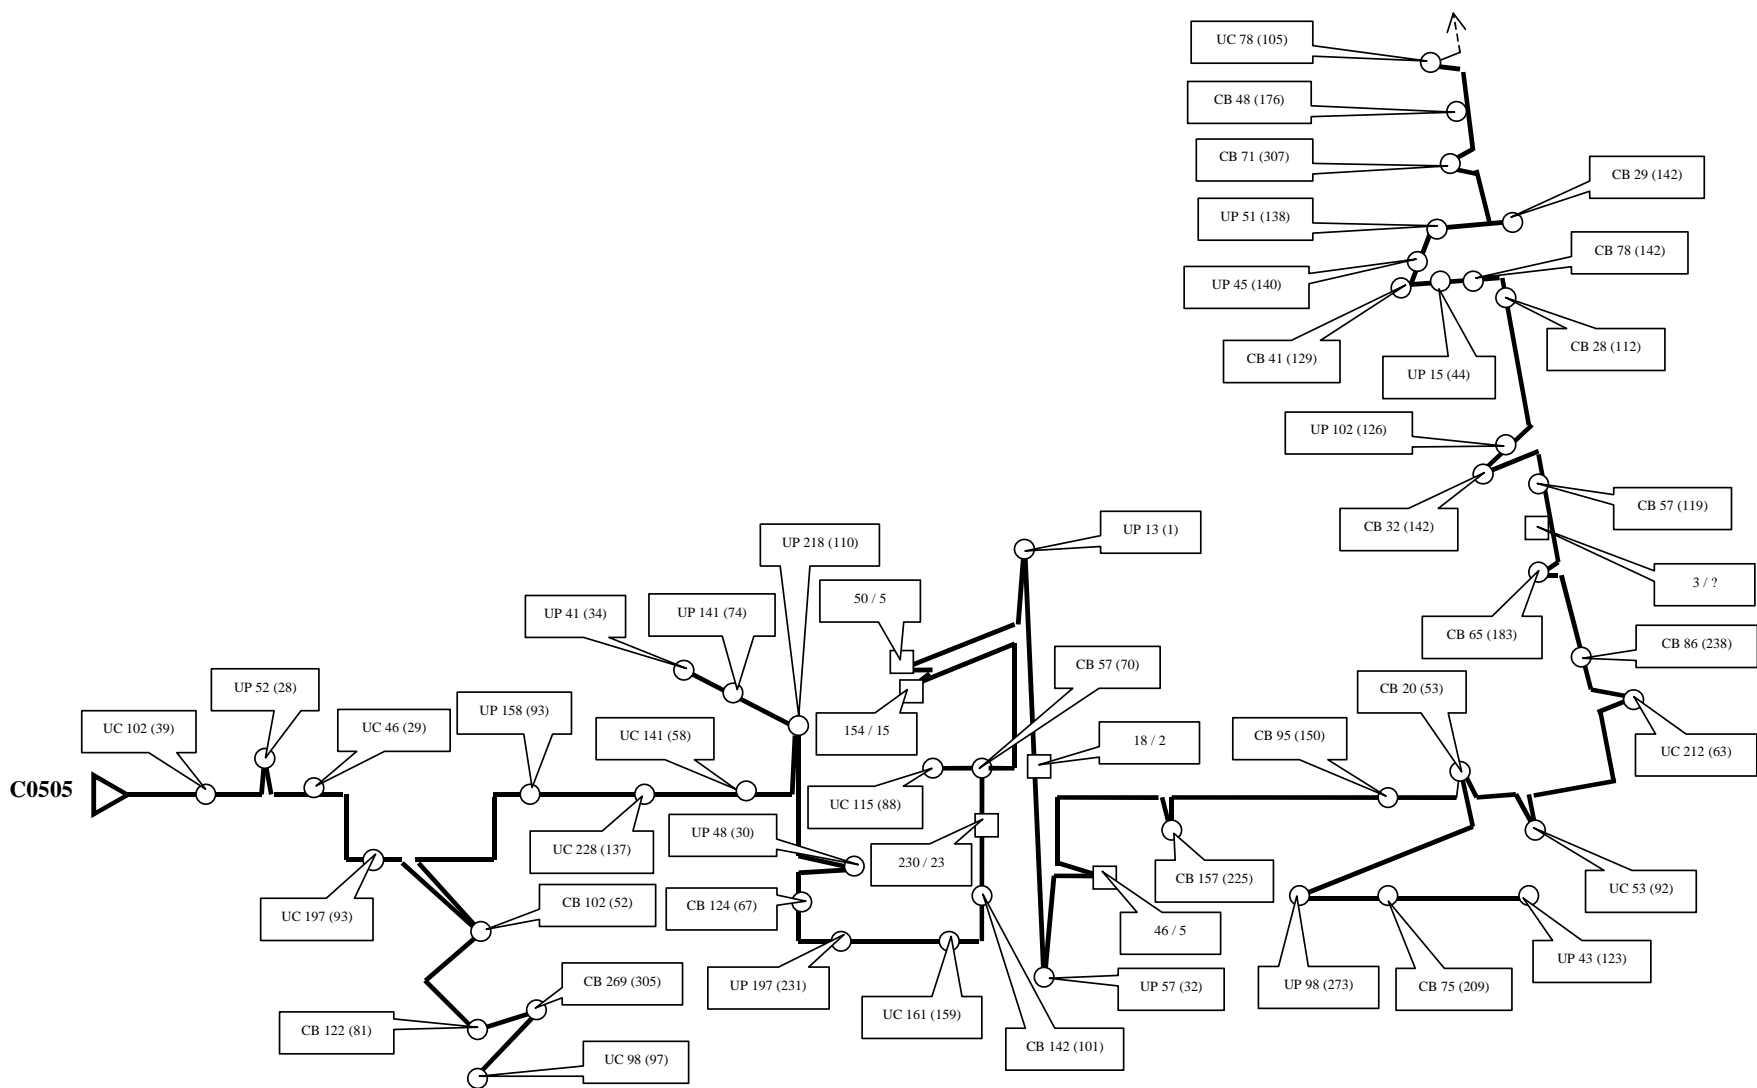 UC 78 (105)
CB 48 (176)
CB 71 (307)
CB 29 (142)
UP 51 (138)
CB 78 (142)
UP 45 (140)
CB 41 (129)
UP 15 (44)
CB 28 (112)
UP 102 (126)
CB 32 (142)
CB 57 (119)
3 / ?
UP 13 (1)
UP 218 (110)
50 / 5
UP 41 (34)
UP 141 (74)
CB 65 (183)
CB 86 (238)
CB 57 (70)
CB 20 (53)
UP 52 (28)
UC 102 (39)
UC 46 (29)
UP 158 (93)
UC 141 (58)
154 / 15
18 / 2
CB 95 (150)
UC 212 (63)
C0505
UC 115 (88)
UC 228 (137)
UP 48 (30)
230 / 23
CB 157 (225)
UC 53 (92)
UC 197 (93)
CB 102 (52)
CB 124 (67)
46 / 5
UP 43 (123)
CB 269 (305)
UP 197 (231)
UP 57 (32)
UP 98 (273)
CB 75 (209)
UC 161 (159)
CB 122 (81)
CB 142 (101)
UC 98 (97)